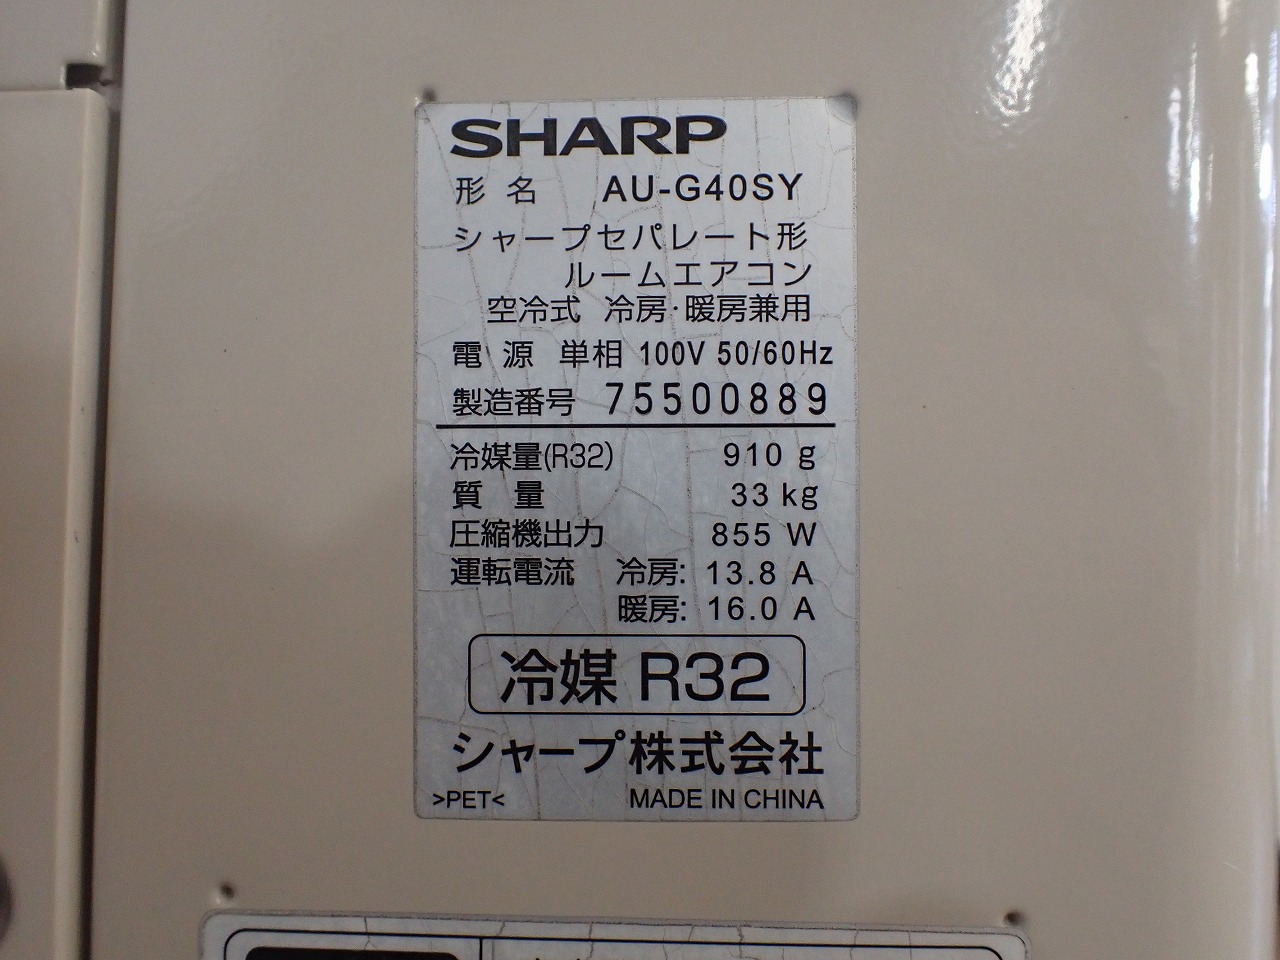 SHARP
形名 AU-G40SY
シャープセパレート形
ルームエアコン
空冷式 冷房・暖房兼用
電源 単相 100V 50/60Hz
製造番号 75500889
冷媒量(R32) 910 g
質量 33 kg
圧縮機出力 855 W
運転電流 冷房: 13.8 A
暖房: 16.0 A
冷媒 R32
シャープ株式会社
>PET< MADE IN CHINA